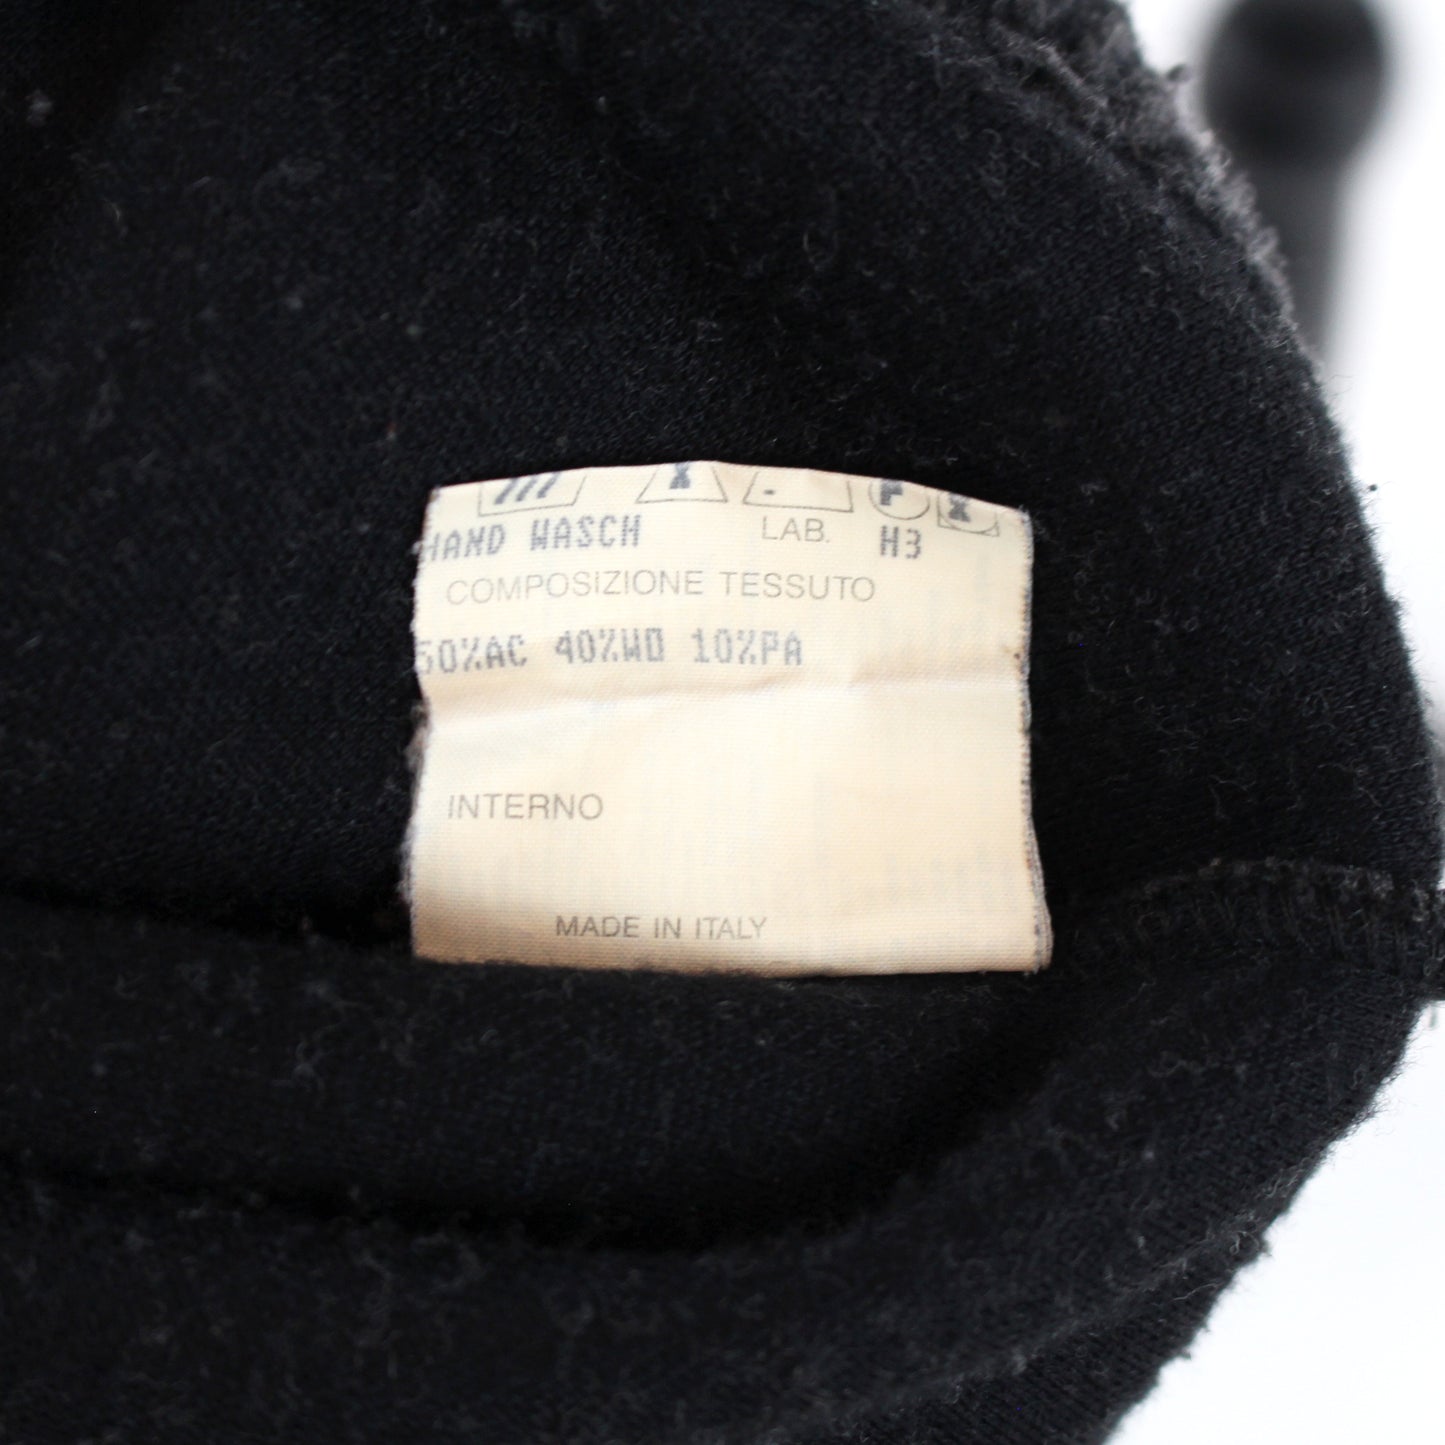 HAND WASCH LAB. H3
COMPOSIZIONE TESSUTO
50%AC 40%WO 10%PA
INTERNO
MADE IN ITALY